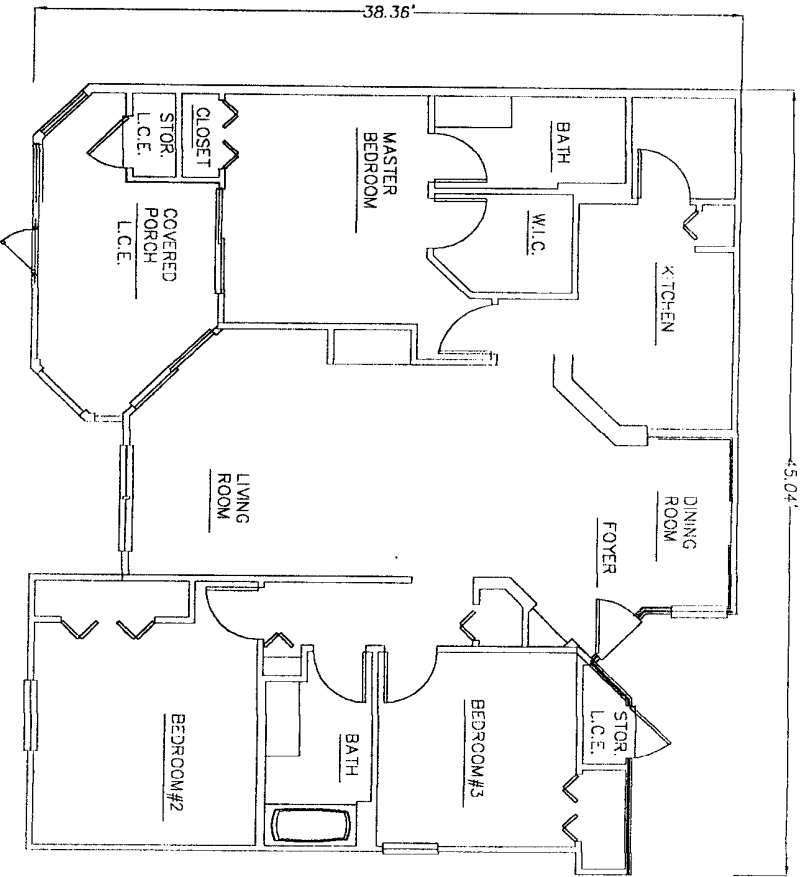 38.36'
45.04'
STOR.
L.C.E.
CLOSET
MASTER
BEDROOM
BATH
W.I.C.
KITCHEN
COVERED
PORCH
L.C.E.
LIVING
ROOM
DINING
ROOM
FOYER
STOR.
L.C.E.
BEDROOM#2
BATH
BEDROOM#3